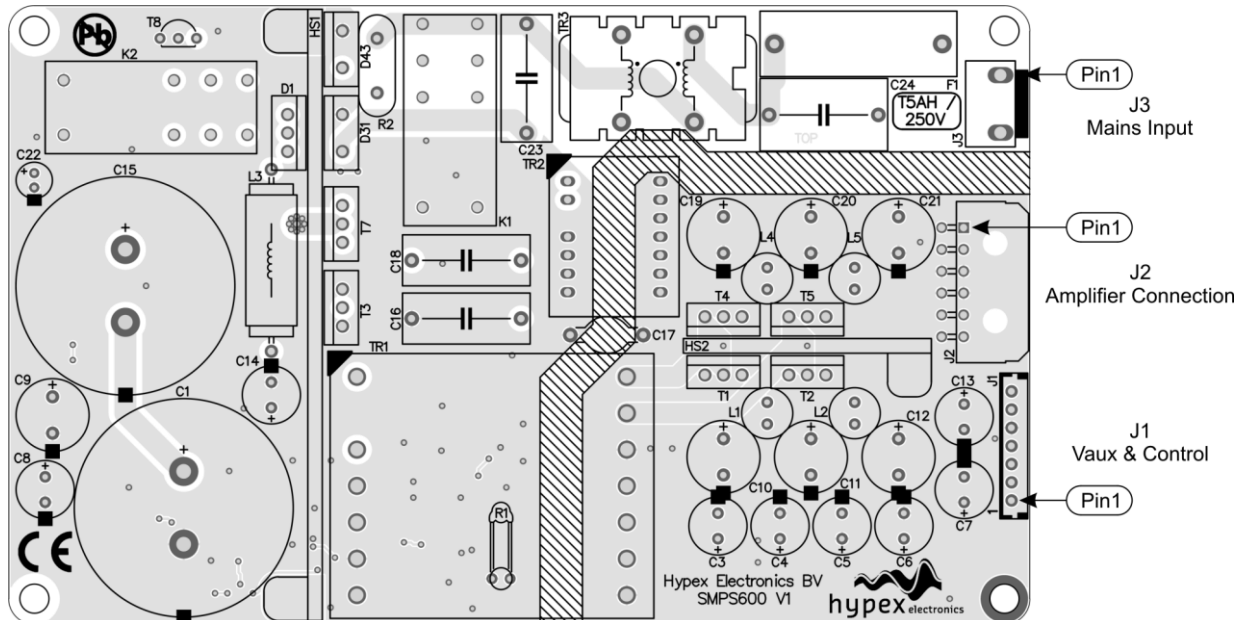 Pb
T8
HS1
TR3
K2
D43
D1
R2
C24
F1
T5AH
250V
J3
Pin1
J3
Mains Input
D31
C23
TOP
TR2
C22
C15
L3
K1
C19
C20
C21
T7
C18
L4
L5
Pin1
J2
Amplifier Connection
T3
C16
C17
T4
T5
HS2
J2
TR1
C14
C9
C1
T1
T2
C13
J1
L1
L2
C12
J1
Vaux & Control
C8
C10
C11
Pin1
1
R1
C7
C3
C4
C5
C6
CE
Hypex Electronics BV
SMPS600 V1
hypex electronics